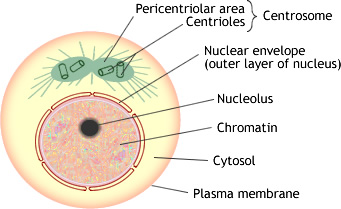 Pericentriolar area
Centrioles
Centrosome
Nuclear envelope
(outer layer of nucleus)
Nucleolus
Chromatin
Cytosol
Plasma membrane